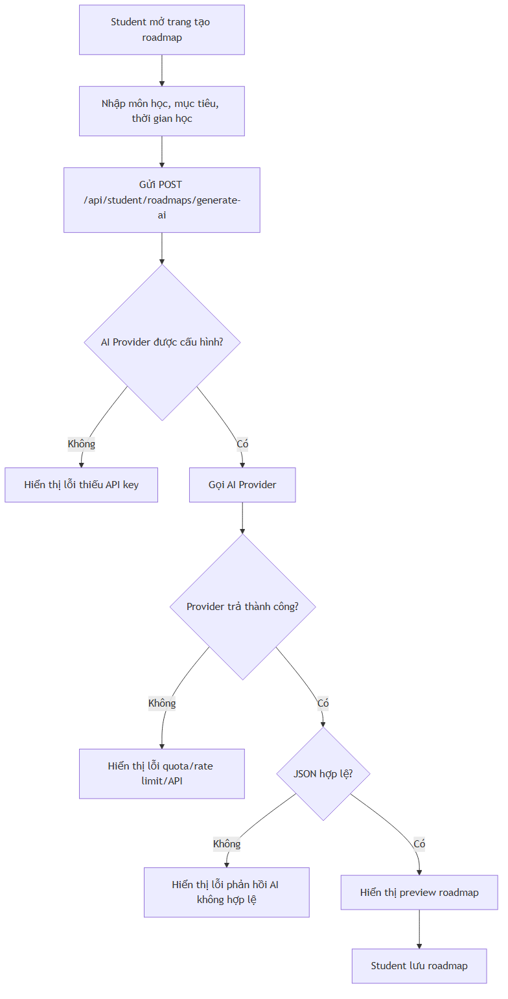 Student mở trang tạo
roadmap
Nhập môn học, mục tiêu,
thời gian học
Gửi POST
/api/student/roadmaps/generate-
ai
AI Provider được cấu hình?
Không
Có
Hiển thị lỗi thiếu API key
Gọi AI Provider
Provider trả thành công?
Không
Có
Hiển thị lỗi quota/rate
limit/API
JSON hợp lệ?
Không
Có
Hiển thị lỗi phản hồi AI
không hợp lệ
Hiển thị preview roadmap
Student lưu roadmap